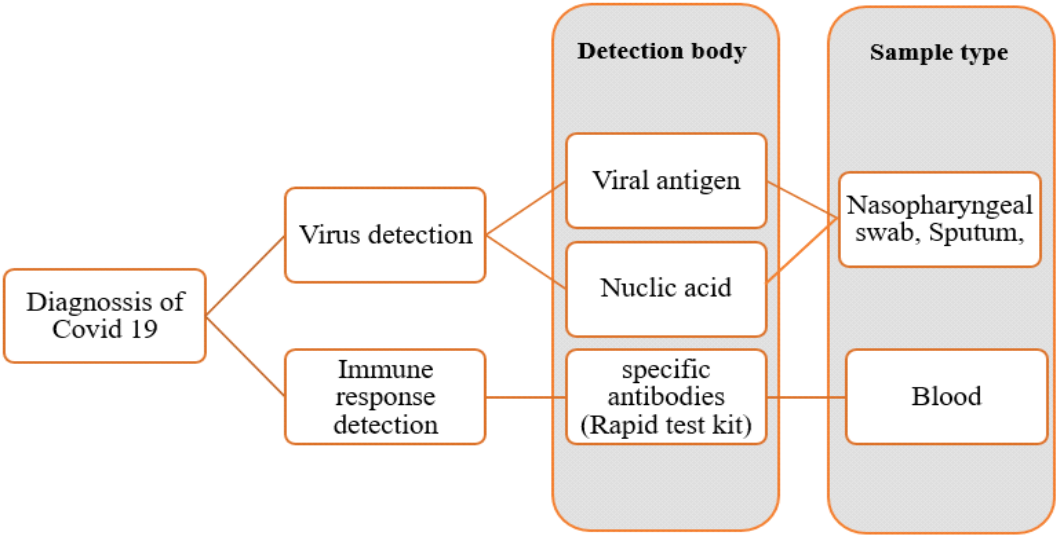 Detection body
Sample type
Viral antigen
Nasopharyngeal
swab, Sputum,
Virus detection
Nuclic acid
Diagnossis of
Covid 19
Immune
response
detection
specific
antibodies
(Rapid test kit)
Blood